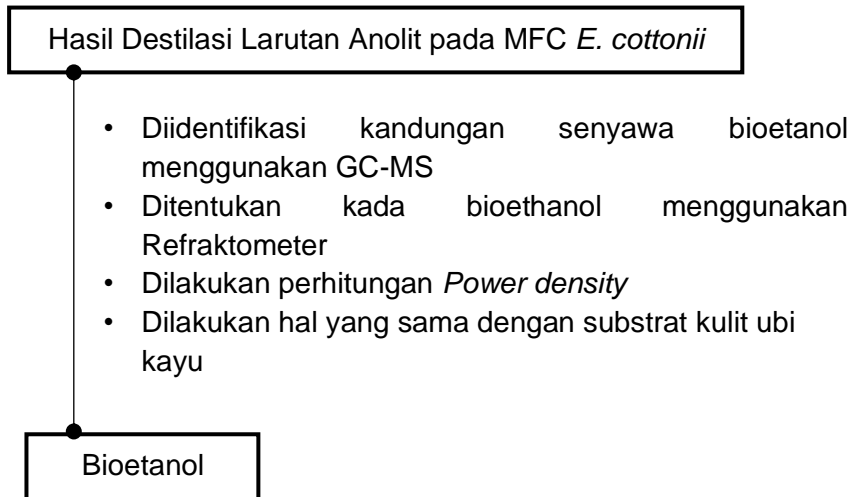 Hasil Destilasi Larutan Anolit pada MFC E. cottonii
• Diidentifikasi kandungan senyawa bioetanol
menggunakan GC-MS
• Ditentukan kada bioethanol menggunakan
Refraktometer
• Dilakukan perhitungan Power density
• Dilakukan hal yang sama dengan substrat kulit ubi
kayu
Bioetanol